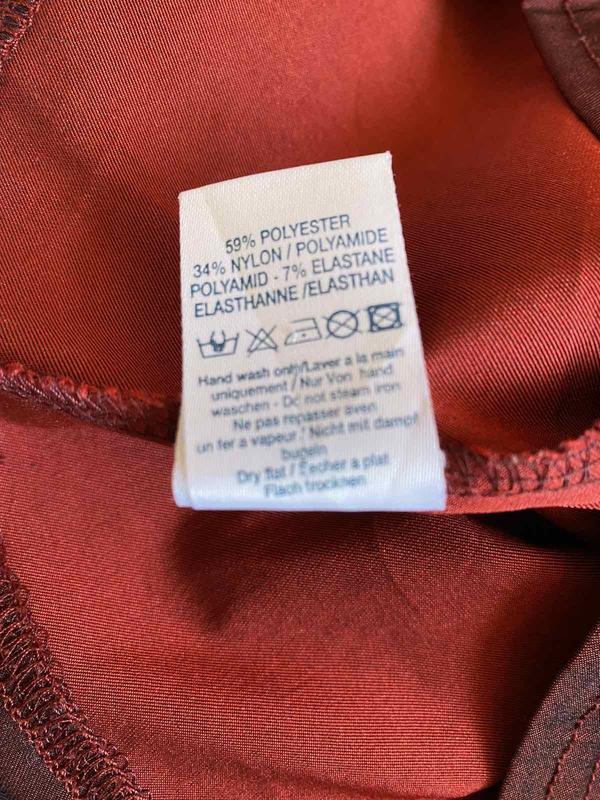 59% POLYESTER
34% NYLON / POLYAMIDE
POLYAMID - 7% ELASTANE
ELASTHANNE /ELASTHAN
Hand wash only/Laver a la main
uniquement / Nur Von hand
waschen - Do not steam iron
Ne pas repasser aven
un fer a vapeur / Nicht mit dampf
bugeln
Dry flat / Secher a plat
Flach trocknen